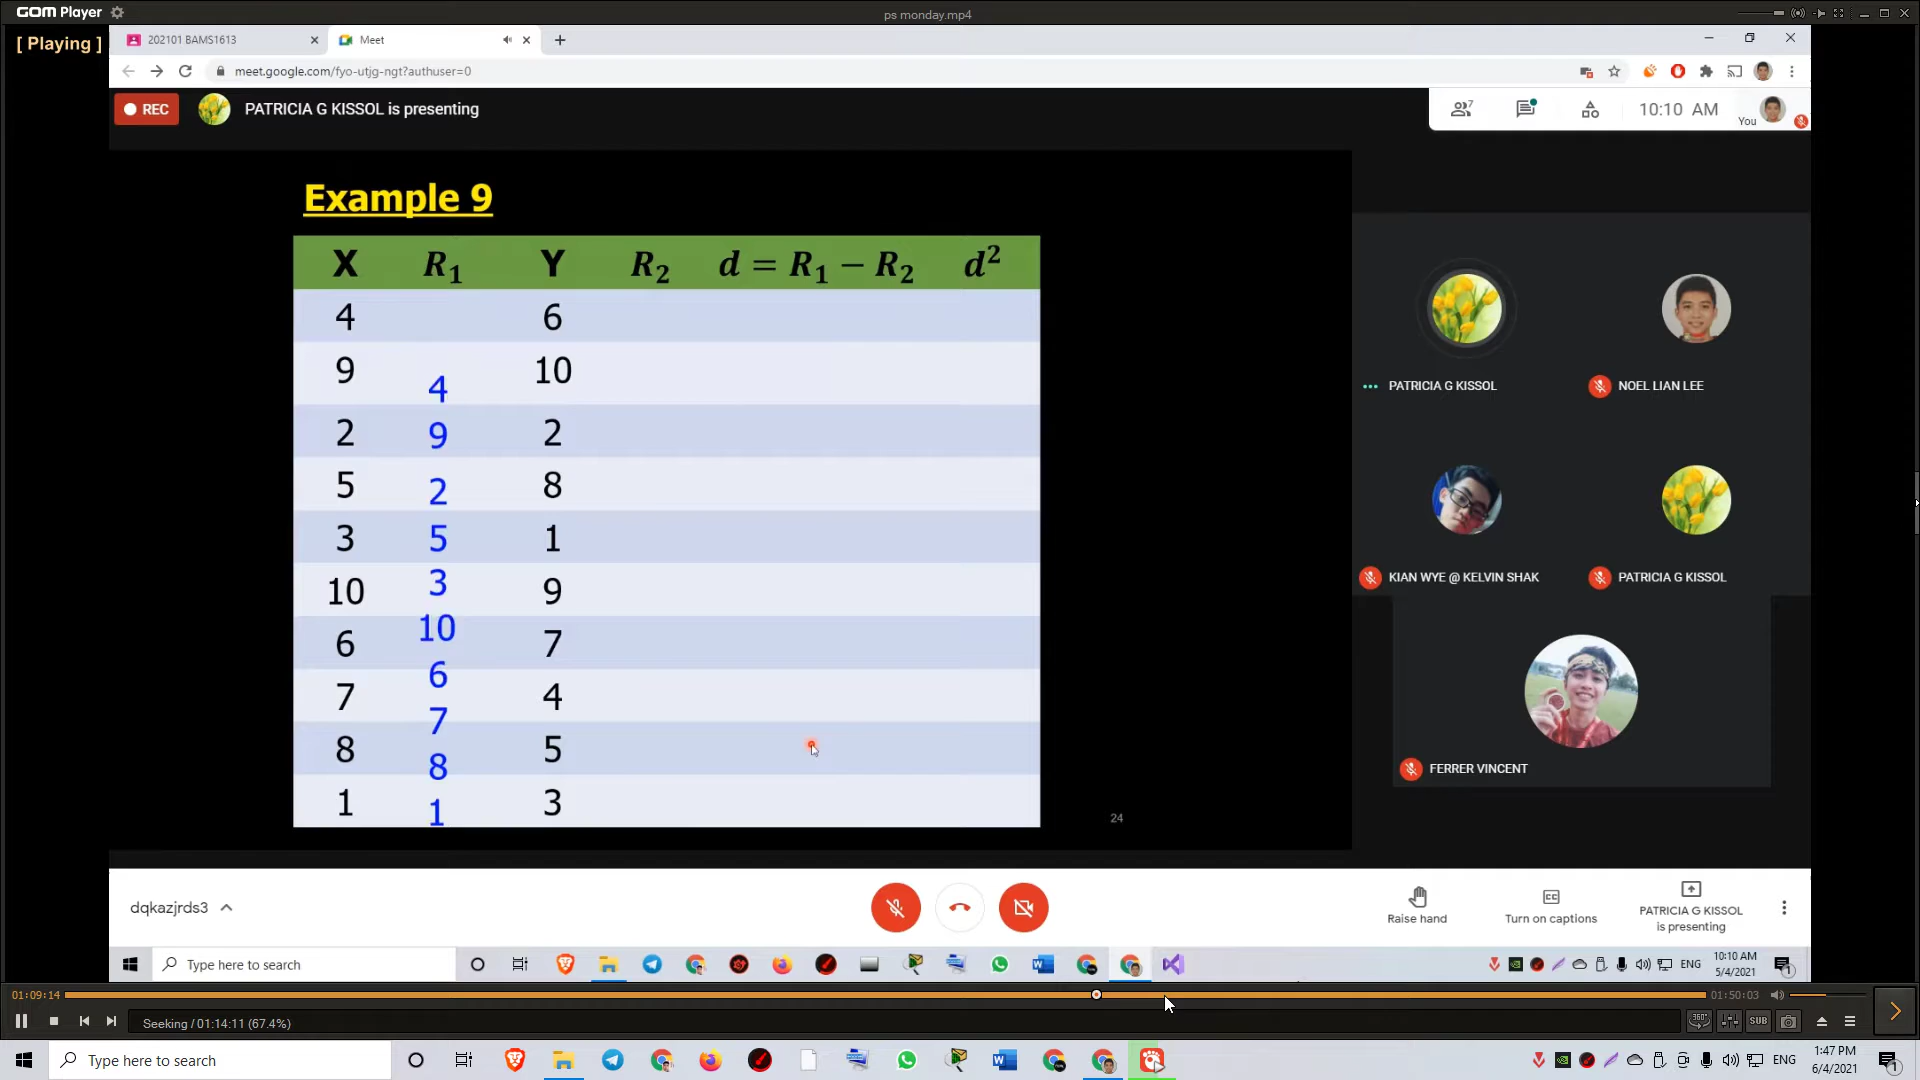 GOM Player
ps monday.mp4
[ Playing ]
202101 BAMS1613
Meet
meet.google.com/fyo-utjg-ngt?authuser=0
REC
PATRICIA G KISSOL is presenting
7
10:10 AM
You
Example 9
X R₁ Y R₂ d = R₁ − R₂ d²
4 6
9 4 10
2 9 2
5 2 8
3 5 1
10 3 9
10
6 6 7
7 7 4
8 8 5
1 1 3
24
PATRICIA G KISSOL
NOEL LIAN LEE
KIAN WYE @ KELVIN SHAK
PATRICIA G KISSOL
FERRER VINCENT
dqkazjrds3
Raise hand
Turn on captions
PATRICIA G KISSOL
is presenting
Type here to search
ENG
10:10 AM
5/4/2021
1
01:09:14
01:50:03
Seeking / 01:14:11 (67.4%)
360°
SUB
Type here to search
ENG
1:47 PM
6/4/2021
1